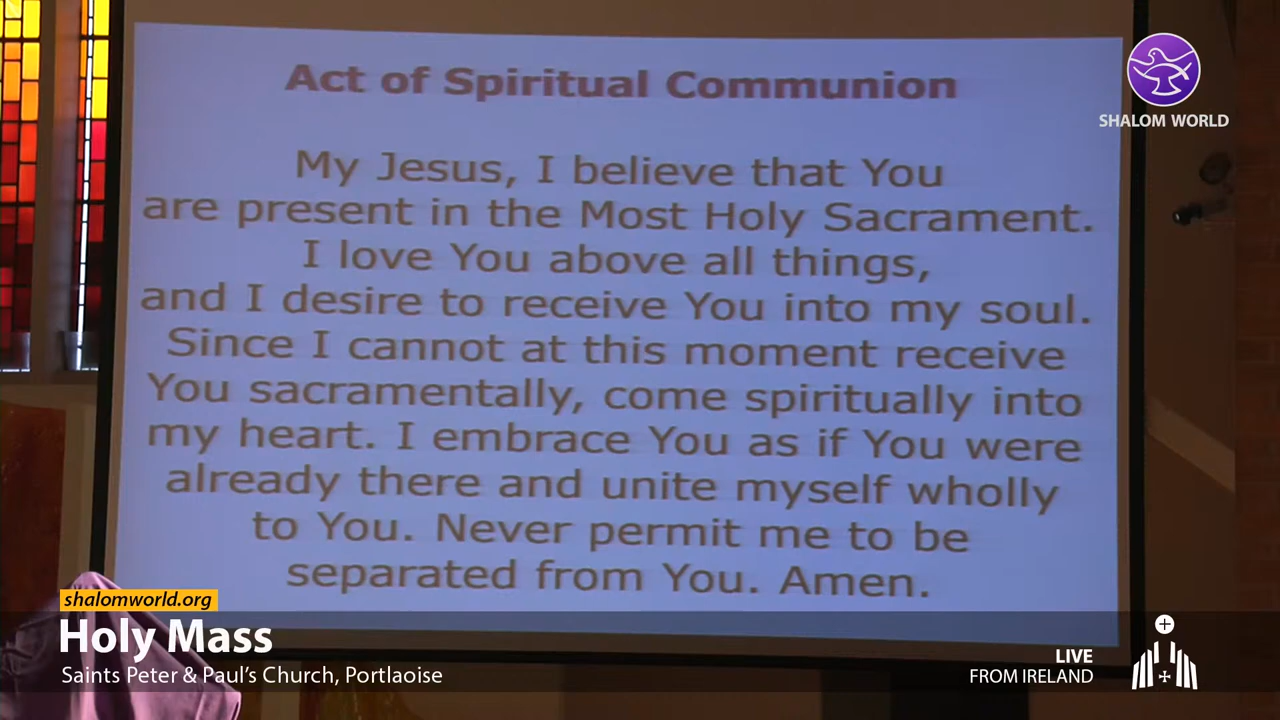 Act of Spiritual Communion
My Jesus, I believe that You
are present in the Most Holy Sacrament.
I love You above all things,
and I desire to receive You into my soul.
Since I cannot at this moment receive
You sacramentally, come spiritually into
my heart. I embrace You as if You were
already there and unite myself wholly
to You. Never permit me to be
separated from You. Amen.
SHALOM WORLD
shalomworld.org
Holy Mass
Saints Peter & Paul's Church, Portlaoise
LIVE
FROM IRELAND